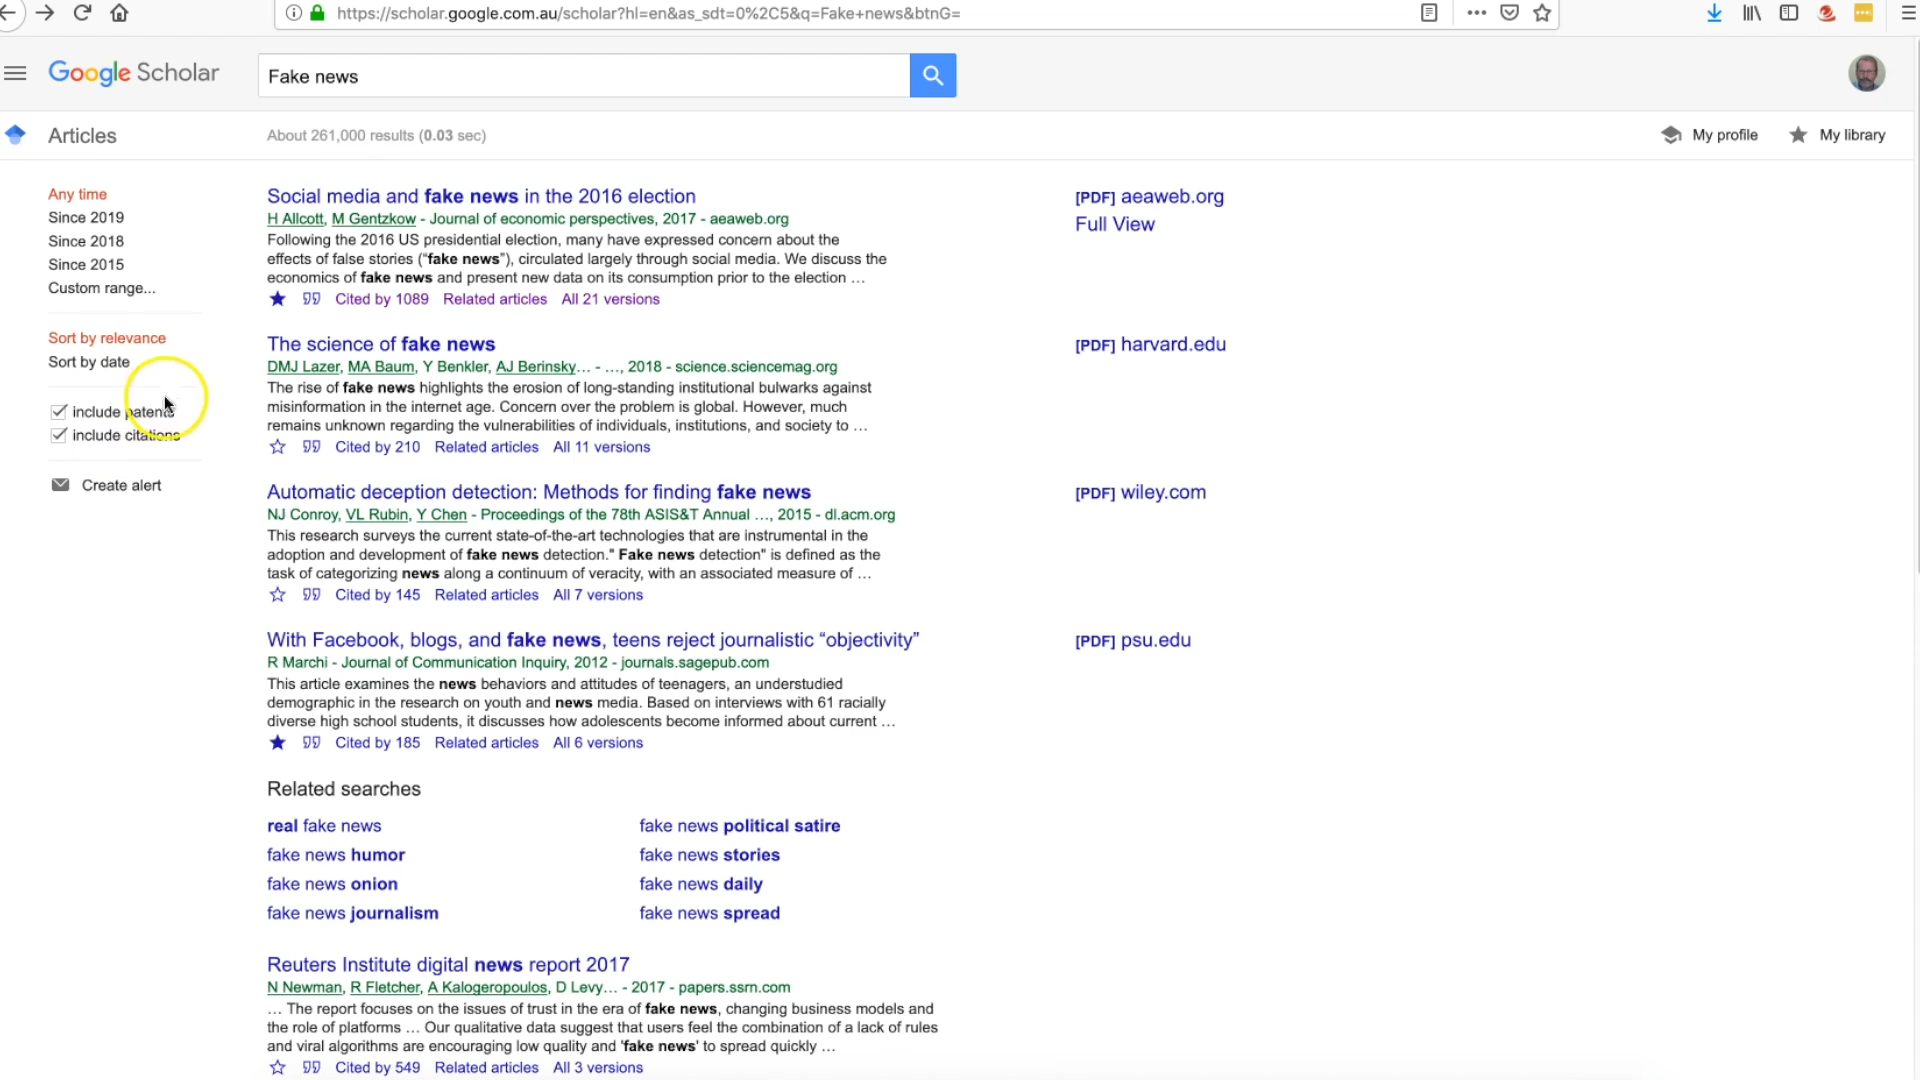 https://scholar.google.com.au/scholar?hl=en&as_sdt=0%2C5&q=Fake+news&btnG=
Google Scholar
Fake news
Articles
About 261,000 results (0.03 sec)
My profile
My library
Any time
Since 2019
Since 2018
Since 2015
Custom range...
Sort by relevance
Sort by date
include patents
include citations
Create alert
Social media and fake news in the 2016 election
H Allcott, M Gentzkow - Journal of economic perspectives, 2017 - aeaweb.org
Following the 2016 US presidential election, many have expressed concern about the
effects of false stories (“fake news”), circulated largely through social media. We discuss the
economics of fake news and present new data on its consumption prior to the election …
Cited by 1089 Related articles All 21 versions
[PDF] aeaweb.org
Full View
The science of fake news
DMJ Lazer, MA Baum, Y Benkler, AJ Berinsky… - …, 2018 - science.sciencemag.org
The rise of fake news highlights the erosion of long-standing institutional bulwarks against
misinformation in the internet age. Concern over the problem is global. However, much
remains unknown regarding the vulnerabilities of individuals, institutions, and society to …
Cited by 210 Related articles All 11 versions
[PDF] harvard.edu
Automatic deception detection: Methods for finding fake news
NJ Conroy, VL Rubin, Y Chen - Proceedings of the 78th ASIS&T Annual …, 2015 - dl.acm.org
This research surveys the current state-of-the-art technologies that are instrumental in the
adoption and development of fake news detection." Fake news detection" is defined as the
task of categorizing news along a continuum of veracity, with an associated measure of …
Cited by 145 Related articles All 7 versions
[PDF] wiley.com
With Facebook, blogs, and fake news, teens reject journalistic “objectivity”
R Marchi - Journal of Communication Inquiry, 2012 - journals.sagepub.com
This article examines the news behaviors and attitudes of teenagers, an understudied
demographic in the research on youth and news media. Based on interviews with 61 racially
diverse high school students, it discusses how adolescents become informed about current …
Cited by 185 Related articles All 6 versions
[PDF] psu.edu
Related searches
real fake news
fake news political satire
fake news humor
fake news stories
fake news onion
fake news daily
fake news journalism
fake news spread
Reuters Institute digital news report 2017
N Newman, R Fletcher, A Kalogeropoulos, D Levy… - 2017 - papers.ssrn.com
… The report focuses on the issues of trust in the era of fake news, changing business models and
the role of platforms … Our qualitative data suggest that users feel the combination of a lack of rules
and viral algorithms are encouraging low quality and 'fake news' to spread quickly …
Cited by 549 Related articles All 3 versions